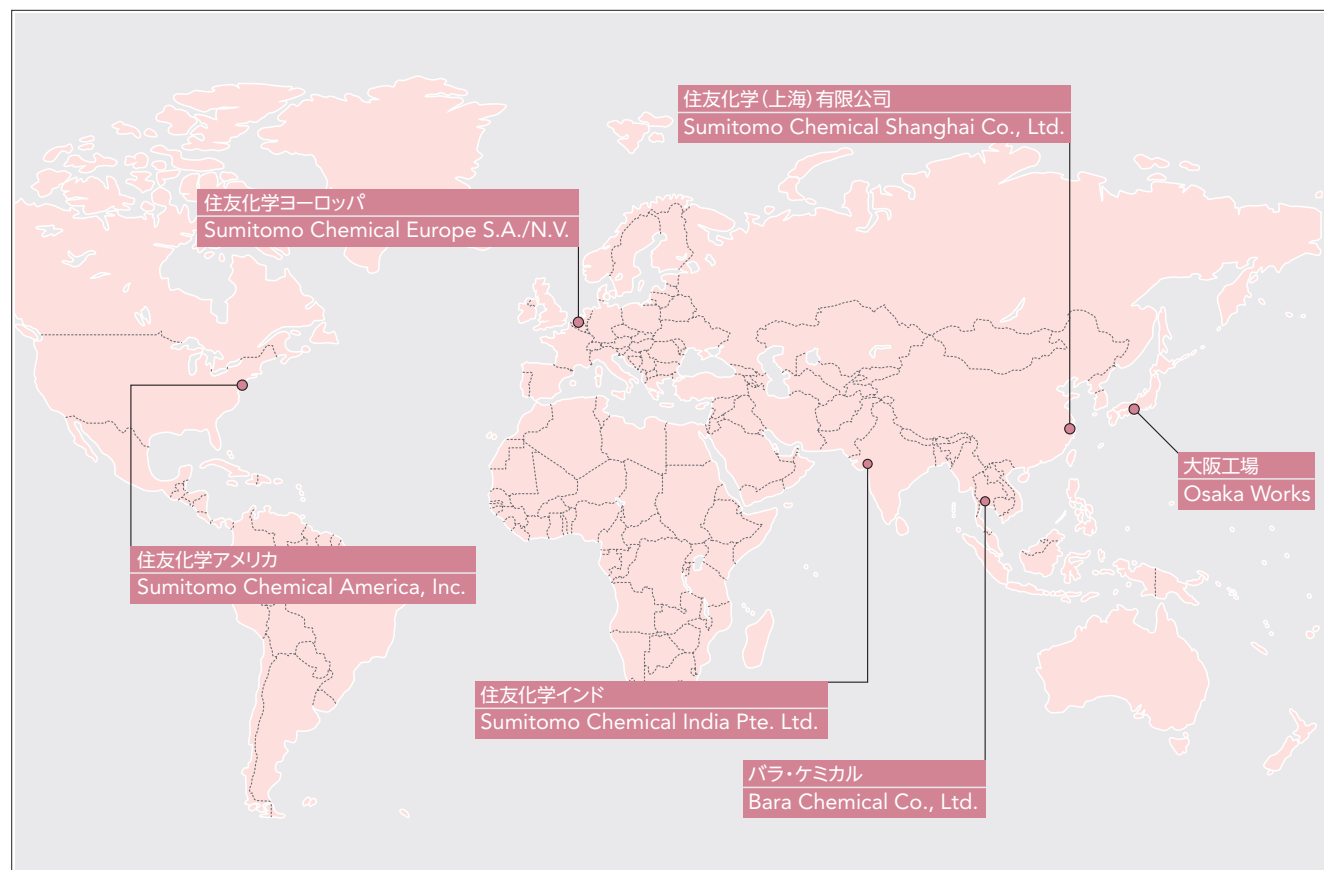 住友化学（上海）有限公司
Sumitomo Chemical Shanghai Co., Ltd.
住友化学ヨーロッパ
Sumitomo Chemical Europe S.A./N.V.
大阪工場
Osaka Works
住友化学アメリカ
Sumitomo Chemical America, Inc.
住友化学インド
Sumitomo Chemical India Pte. Ltd.
バラ・ケミカル
Bara Chemical Co., Ltd.